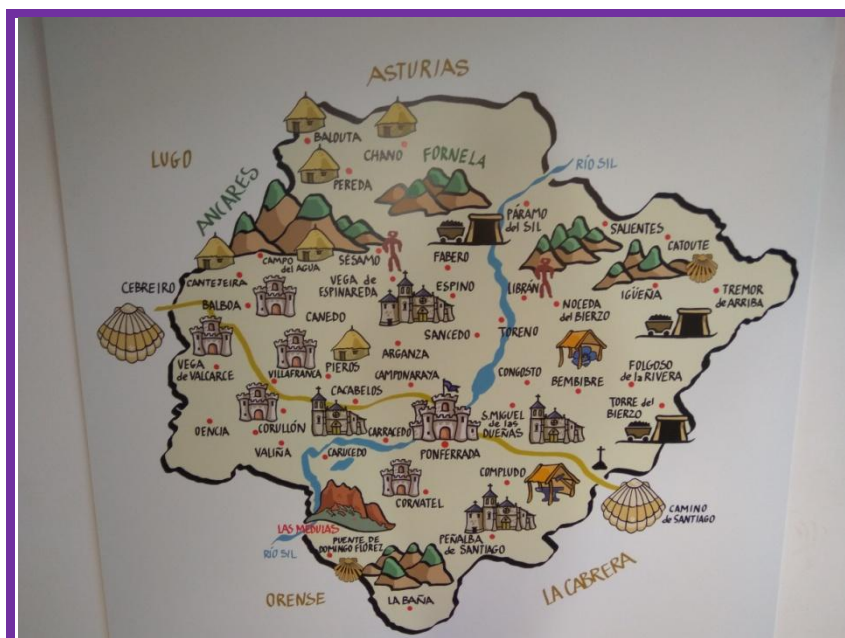 ASTURIAS
LUGO
BALOUTA
CHANO
FORNELA
RÍO SIL
PEREDA
ANCARES
PÁRAMO
del SIL
SALIENTES
CATOUTE
SÉSAMO
FABERO
CAMPO
del AGUA
CEBREIRO
CANTEJEIRA
VEGA de
ESPINAREDA
ESPINO
LIBRÁN
IGÜEÑA
TREMOR
de ARRIBA
BALBOA
CANEDO
NOCEDA
del BIERZO
SANCEDO
TORENO
VEGA
de VALCARCE
VILLAFRANCA
PIEROS
ARGANZA
CAMPONARAYA
CONGOSTO
BEMBIBRE
FOLGOSO
de la RIVERA
CACABELOS
OENCIA
CORULLÓN
CARRACEDO
S.MIGUEL
de las
DUEÑAS
TORRE del
BIERZO
VALIÑA
CARUCEDO
PONFERRADA
COMPLUDO
CORNATEL
CAMINO
de SANTIAGO
LAS MÉDULAS
RÍO SIL
PUENTE DE
DOMINGO FLÓREZ
PEÑALBA
de SANTIAGO
ORENSE
LA BAÑA
LA CABRERA